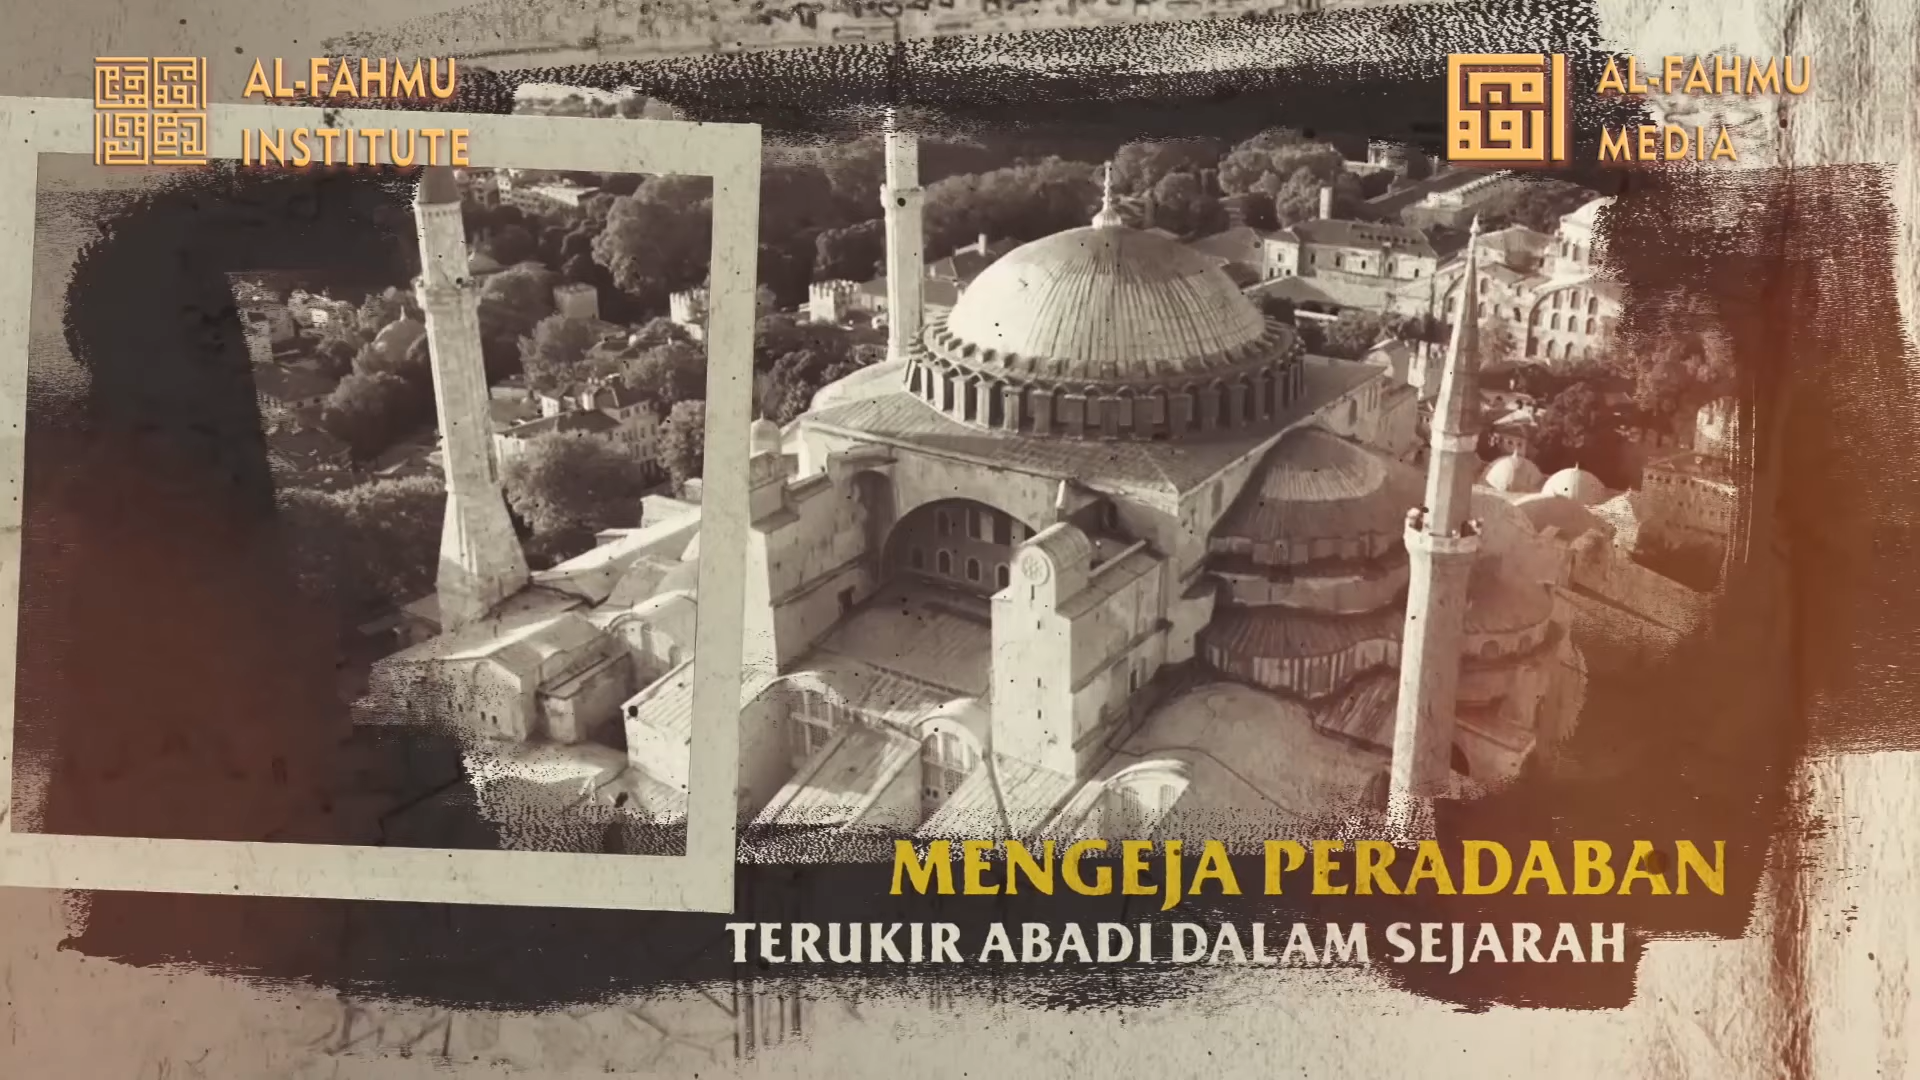 AL-FAHMU
INSTITUTE
AL-FAHMU
MEDIA
MENGEJA PERADABAN
TERUKIR ABADI DALAM SEJARAH